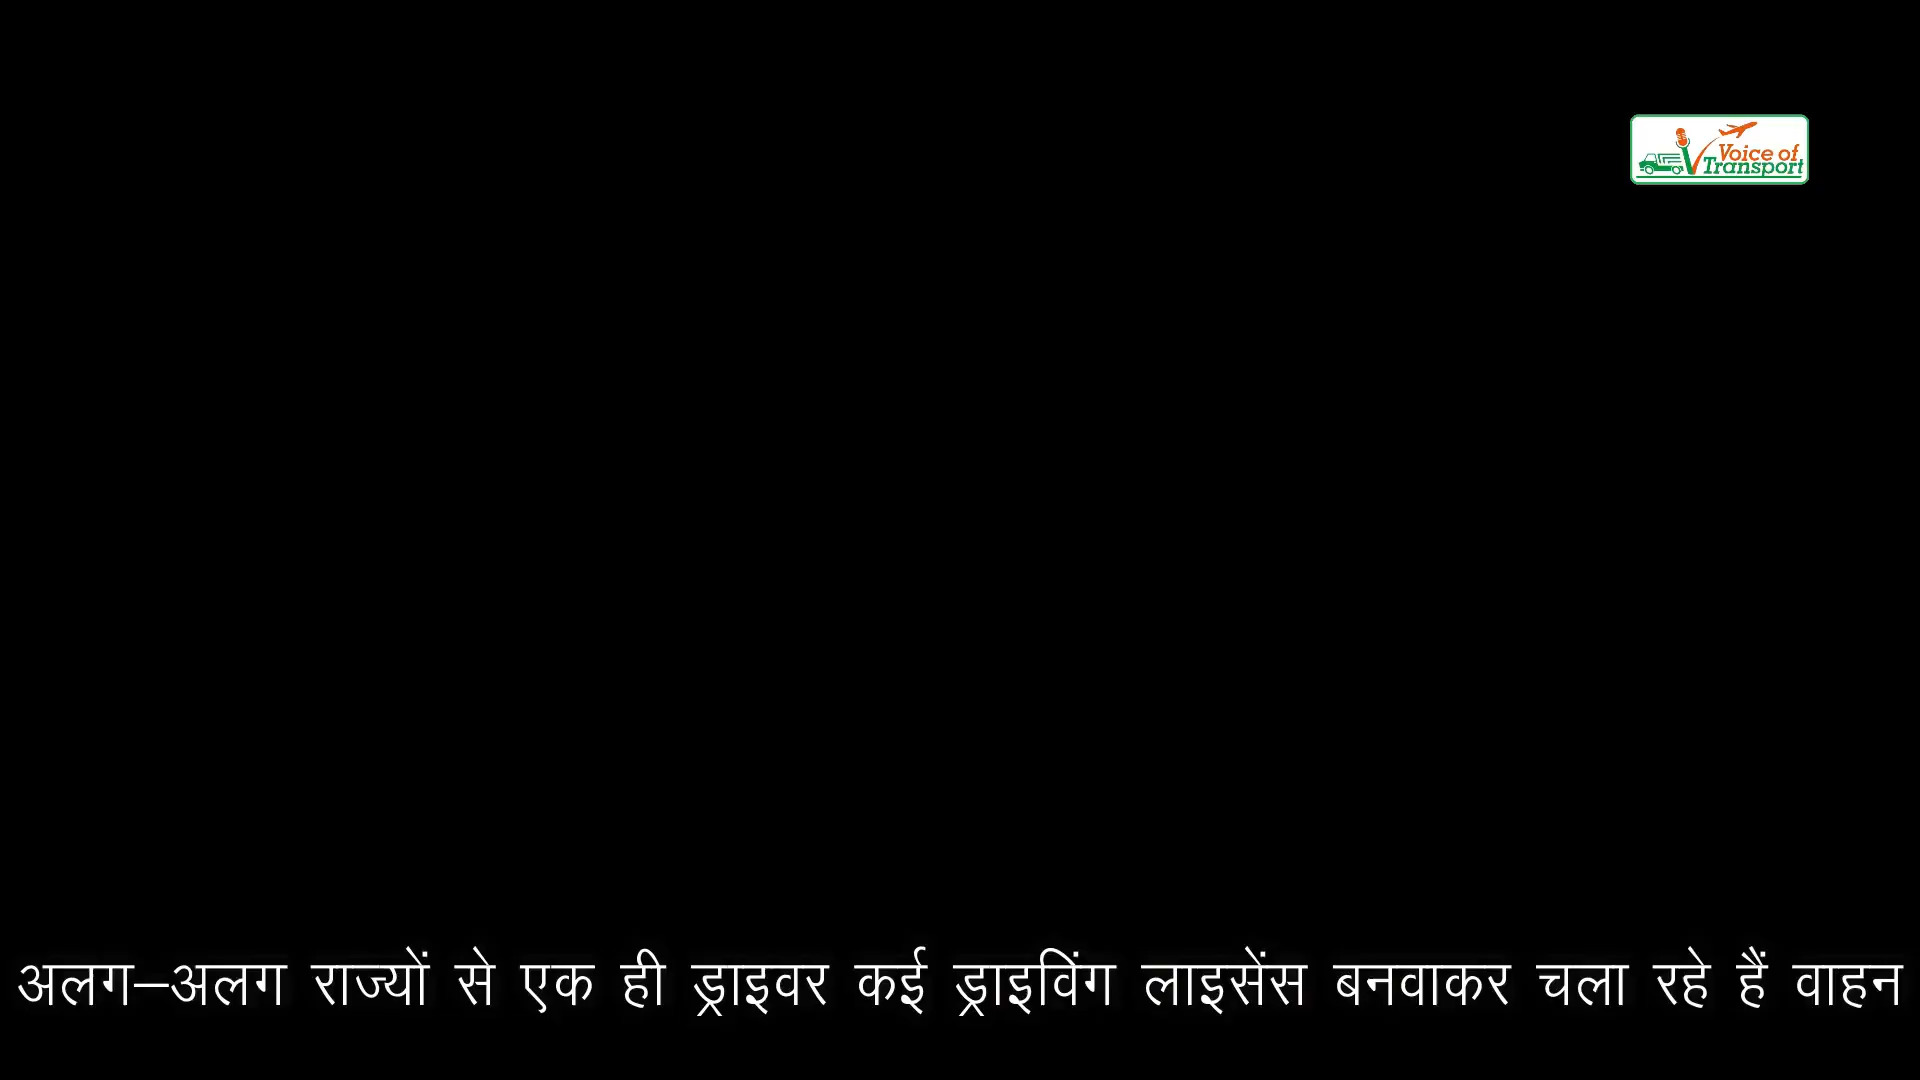 Voice of
Transport
अलग–अलग राज्यों से एक ही ड्राइवर कई ड्राइविंग लाइसेंस बनवाकर चला रहे हैं वाहन